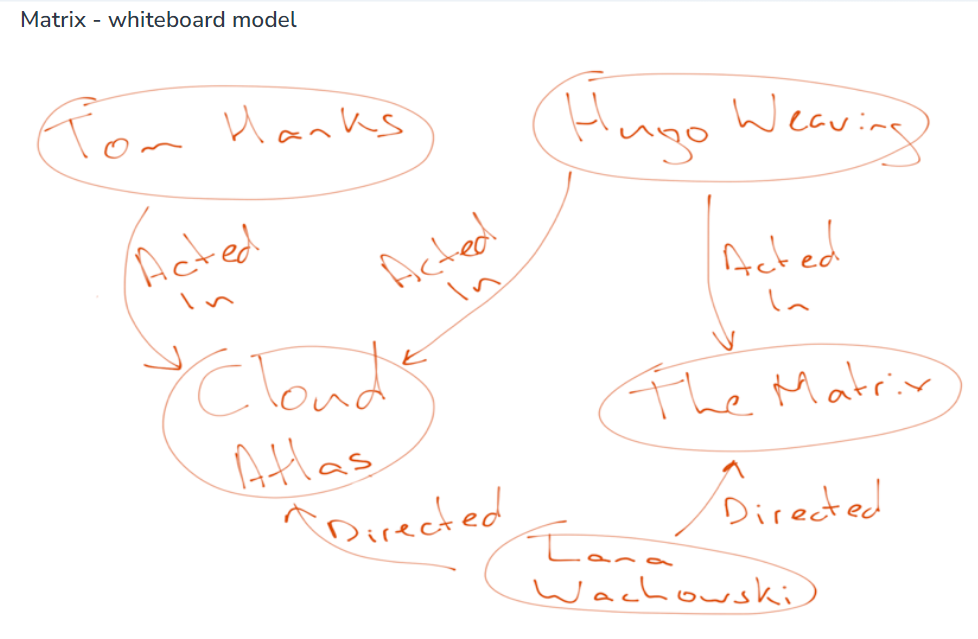 Matrix - whiteboard model
Tom Hanks
Hugo Weaving
Acted
In
Acted
In
Acted
In
Cloud
Atlas
The Matrix
Directed
Directed
Lana
Wachowski